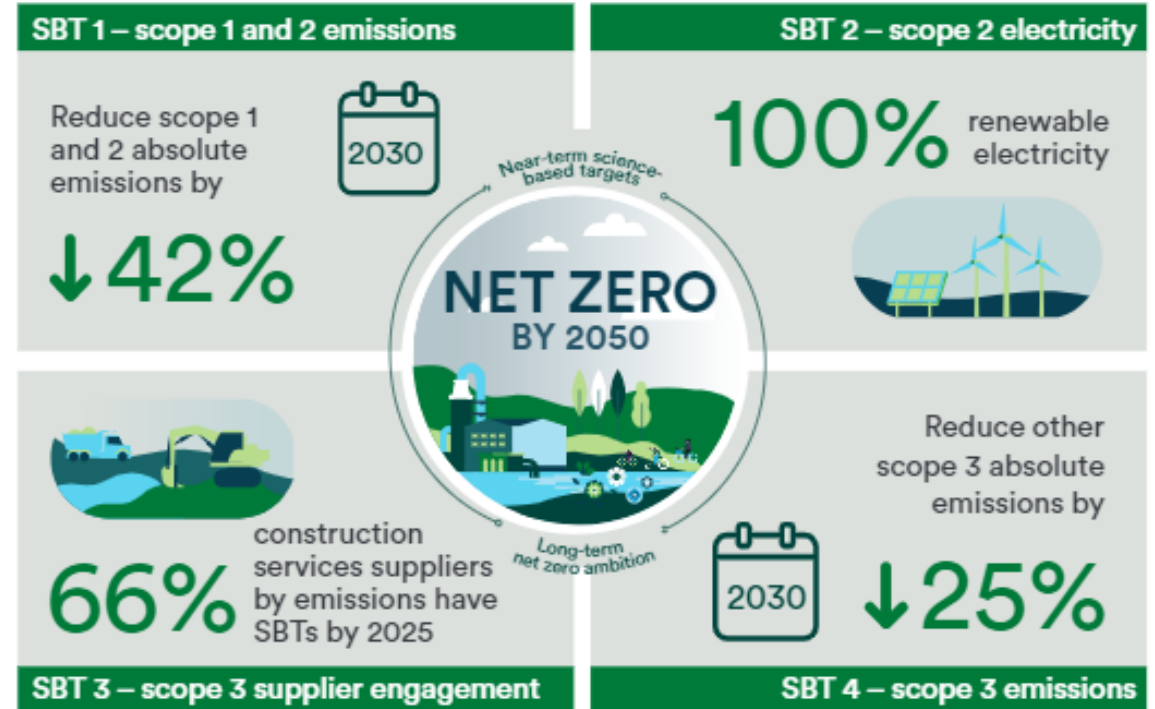 SBT 1 – scope 1 and 2 emissions
Reduce scope 1
and 2 absolute
emissions by
2030
↓42%
SBT 2 – scope 2 electricity
100%
renewable
electricity
Near-term science-
based targets
NET ZERO
BY 2050
Long-term
net zero ambition
66%
construction
services suppliers
by emissions have
SBTs by 2025
SBT 3 – scope 3 supplier engagement
Reduce other
scope 3 absolute
emissions by
2030
↓25%
SBT 4 – scope 3 emissions